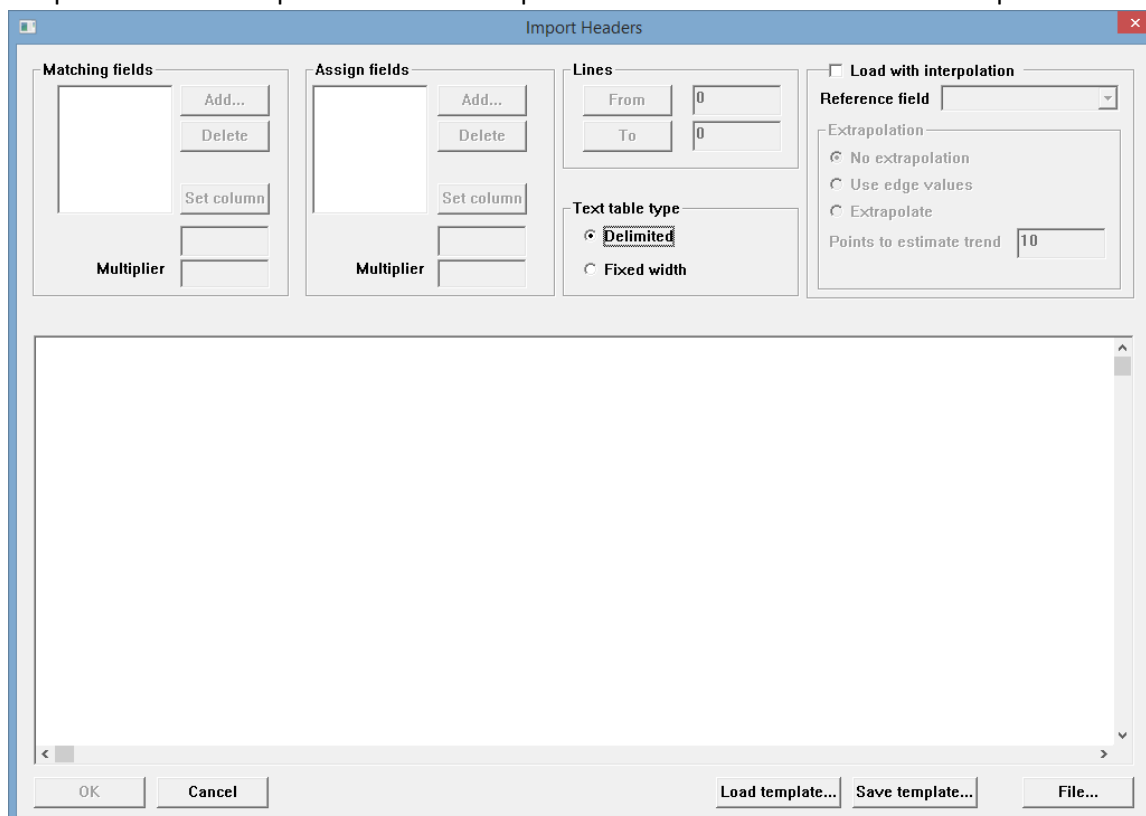 Import Headers
Matching fields
Add...
Delete
Set column
Multiplier
Assign fields
Add...
Delete
Set column
Multiplier
Lines
From 0
To 0
Text table type
Delimited
Fixed width
Load with interpolation
Reference field
Extrapolation
No extrapolation
Use edge values
Extrapolate
Points to estimate trend 10
OK
Cancel
Load template...
Save template...
File...